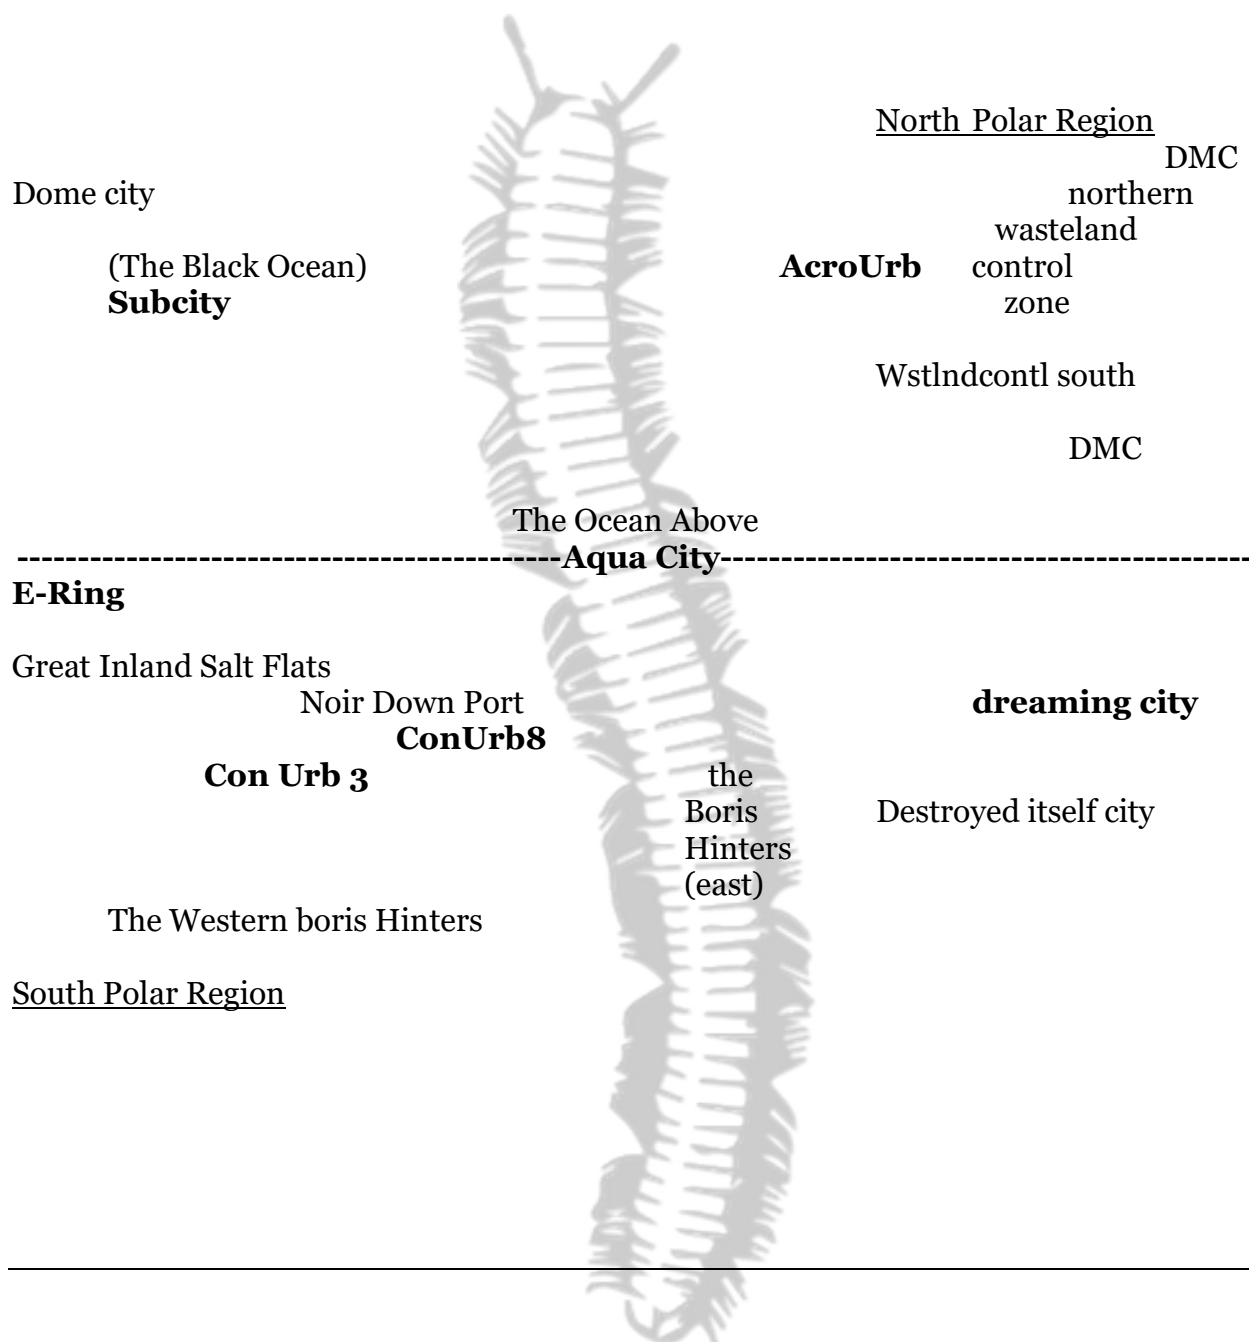 North Polar Region
DMC
Dome city northern
wasteland
(The Black Ocean) AcroUrb control
Subcity zone
Wstlndcontl south
DMC
The Ocean Above
---------------------------------------------Aqua City--------------------------------------------
E-Ring
Great Inland Salt Flats
Noir Down Port dreaming city
ConUrb8
Con Urb 3 the
Boris Destroyed itself city
Hinters
(east)
The Western boris Hinters
South Polar Region